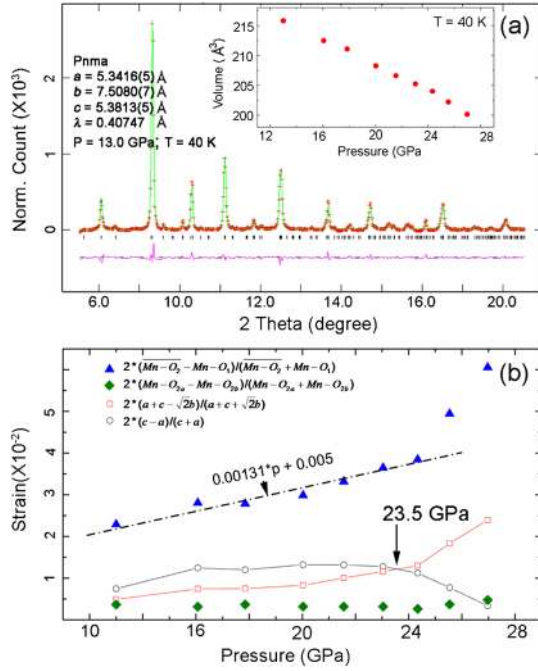 (a)
T = 40 K
Pnma
a = 5.3416(5) Å
b = 7.5080(7) Å
c = 5.3813(5) Å
λ = 0.40747
P = 13.0 GPa; T = 40 K
Norm. Count (X10³)
2
1
0
Volume (Å³)
215
210
205
200
12 16 20 24 28
Pressure (GPa
6.0 8.0 10.0 12.0 14.0 16.0 18.0 20.0
2 Theta (degree)
(b)
2*(Mn−O₂−Mn−O₁)/(Mn−O₂+Mn−O₁)
2*(Mn−O₂ₐ−Mn−O₂b)/(Mn−O₂ₐ+Mn−O₂b)
2*(a+c−√2b)/(a+c+√2b)
2*(c−a)/(c+a)
0.00131*p + 0.005
23.5 GPa
Strain(X10⁻²)
5
4
3
2
1
10 12 14 16 18 20 22 24 26 28
Pressure (GPa)